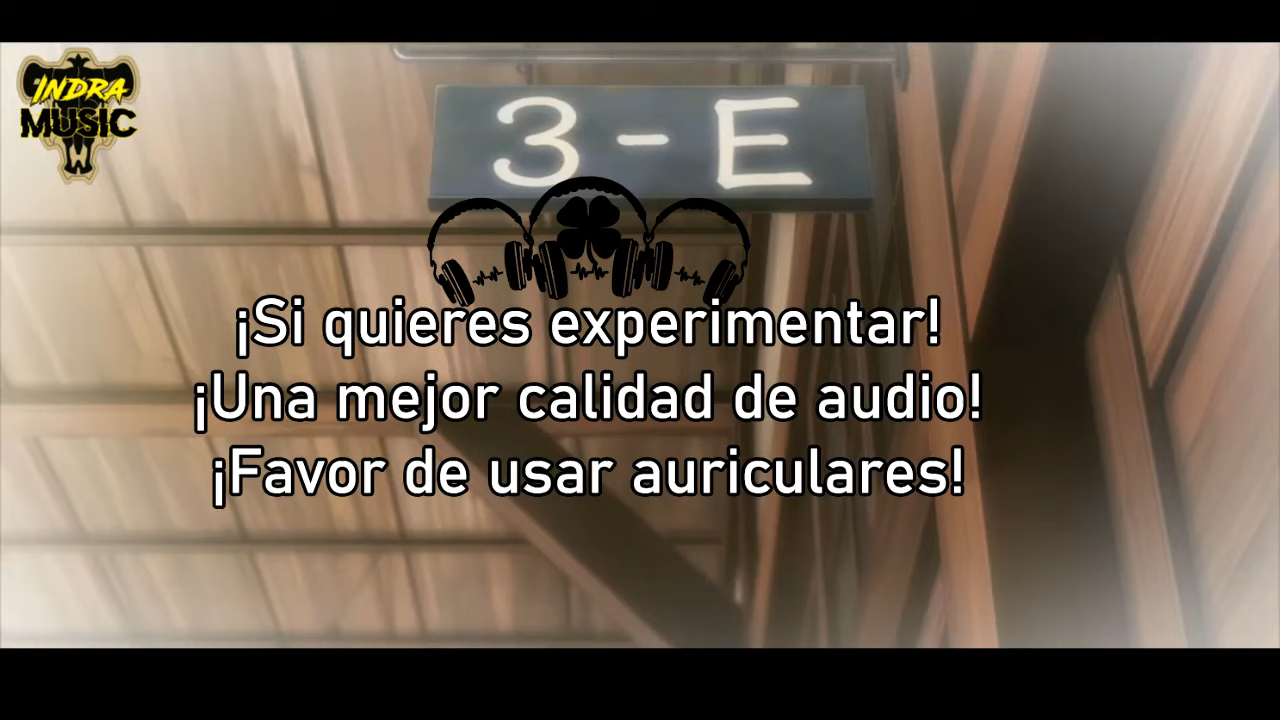 INDRA
MUSIC
3-E
¡Si quieres experimentar!
¡Una mejor calidad de audio!
¡Favor de usar auriculares!